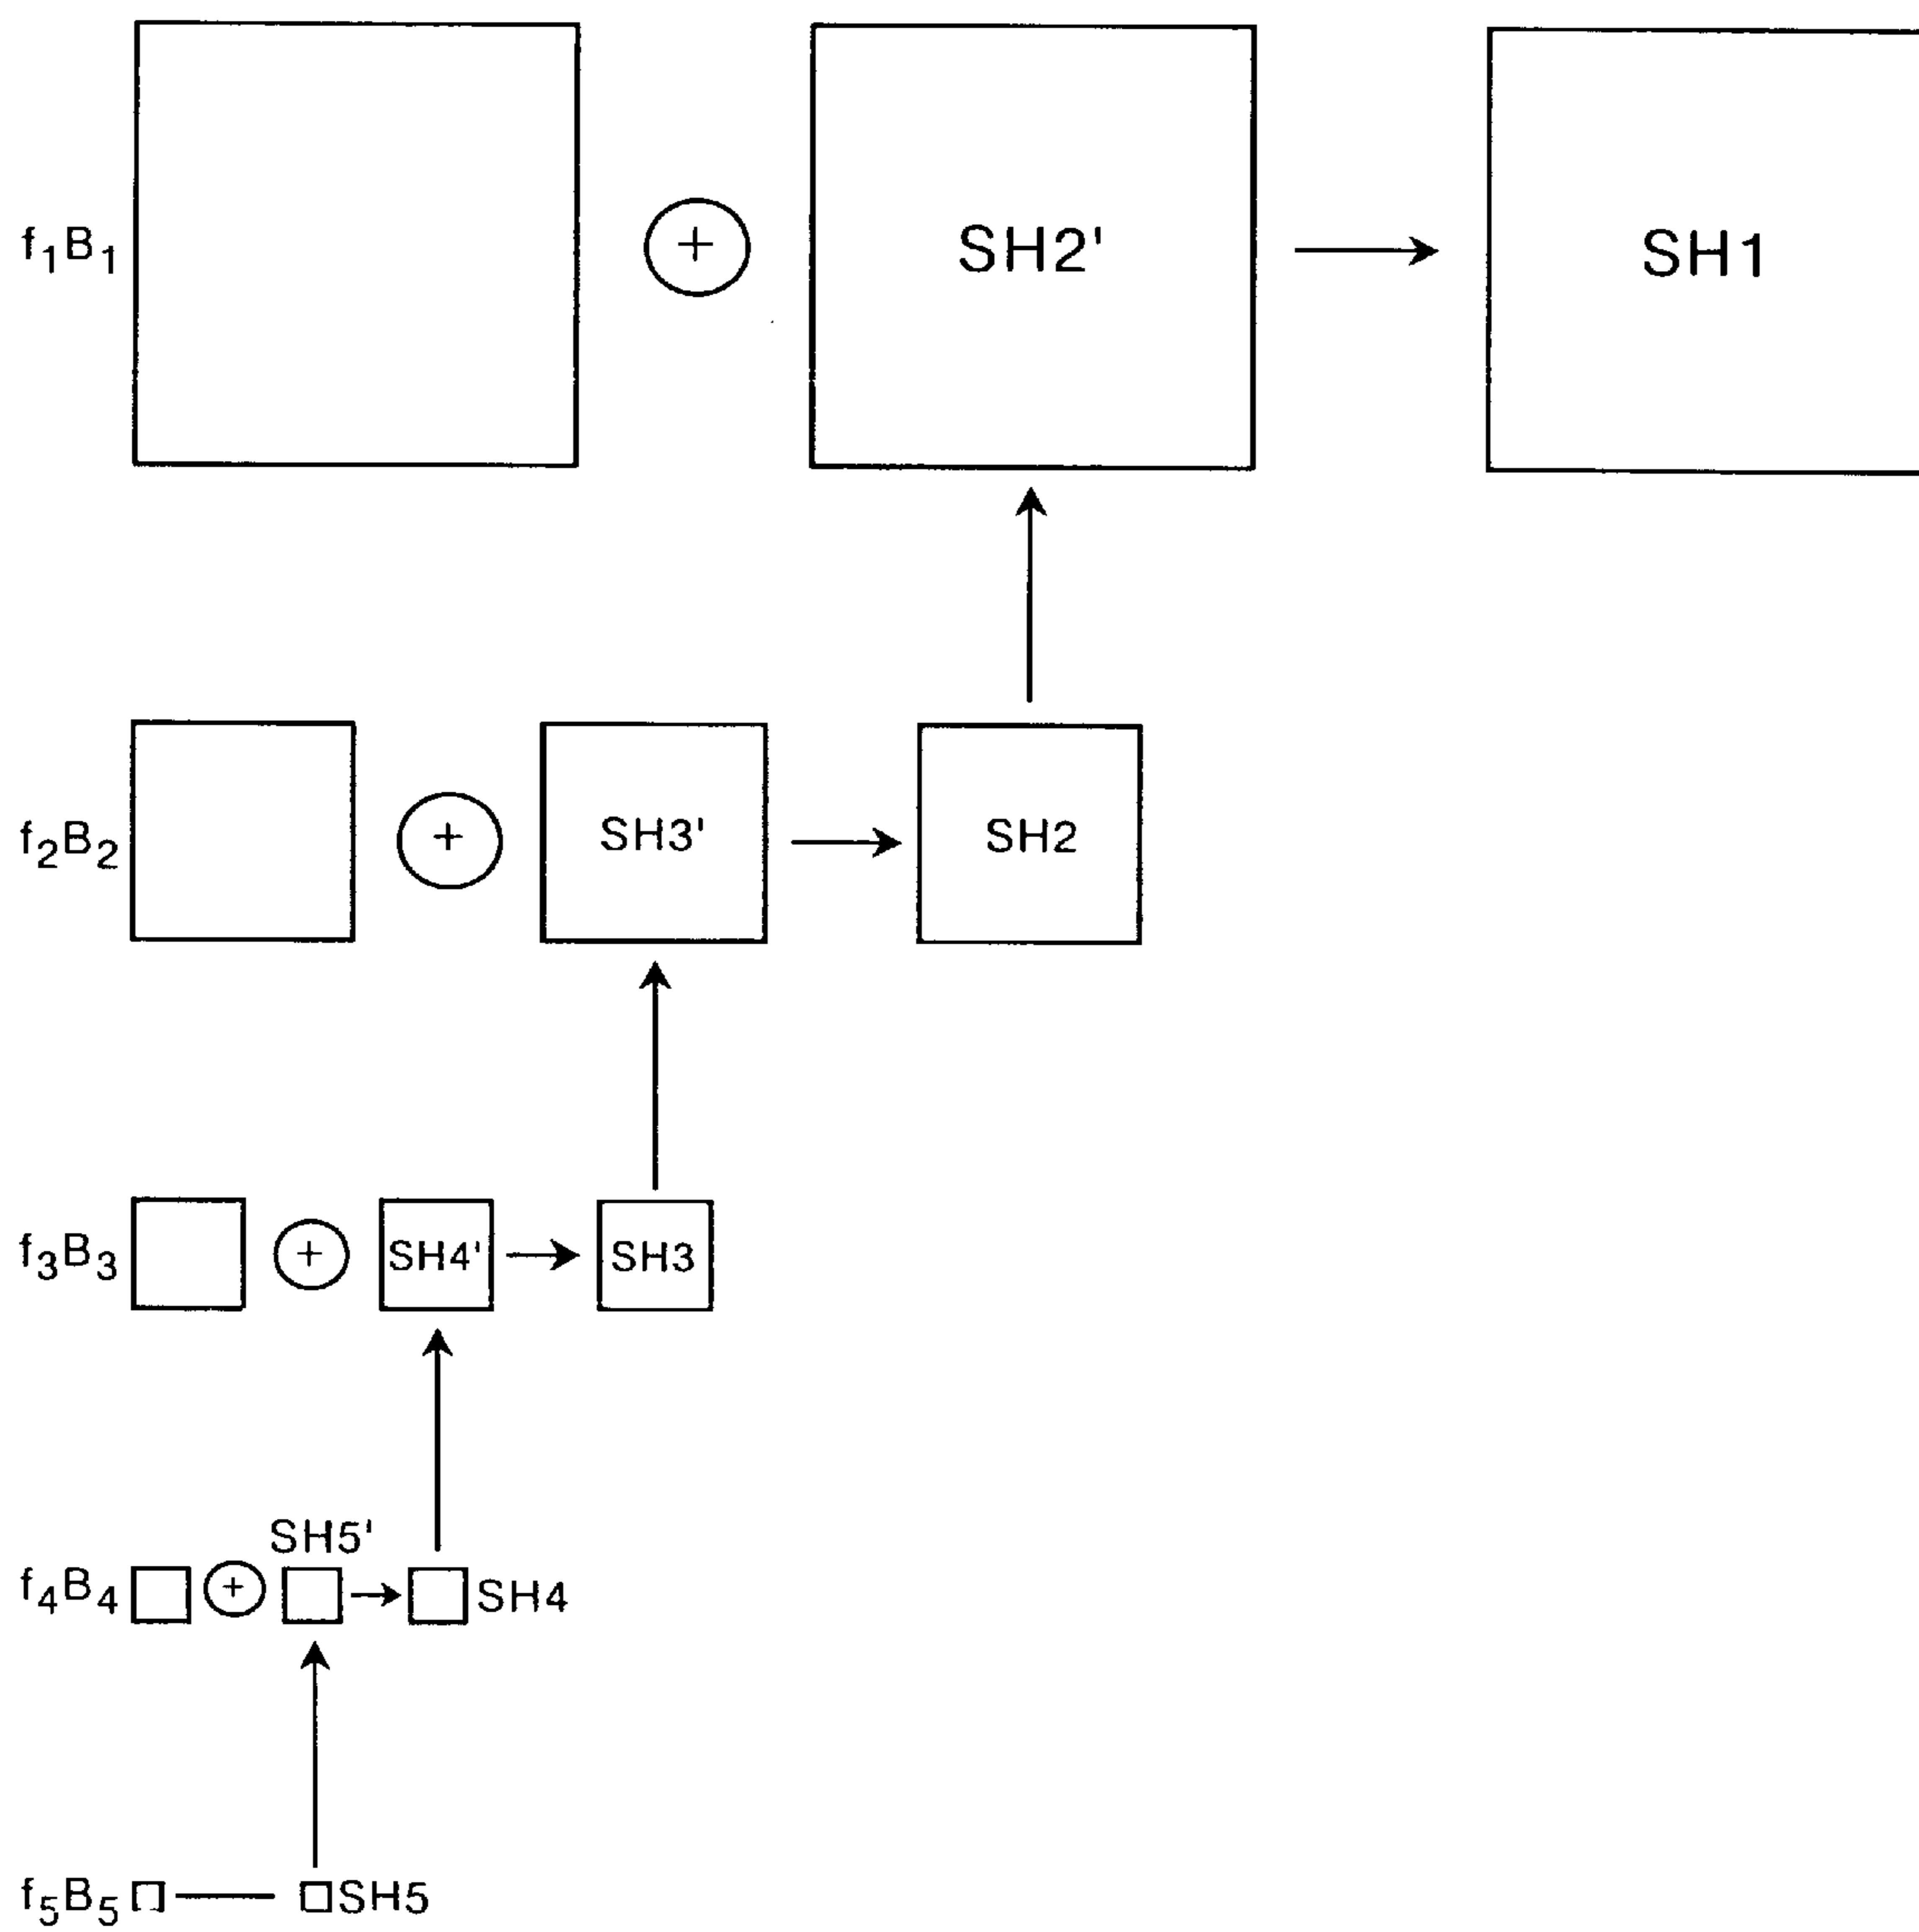 f₁B₁ + SH2' SH1
f₂B₂ + SH3' SH2
f₃B₃ + SH4' SH3
SH5'
f₄B₄ + SH4
f₅B₅ SH5